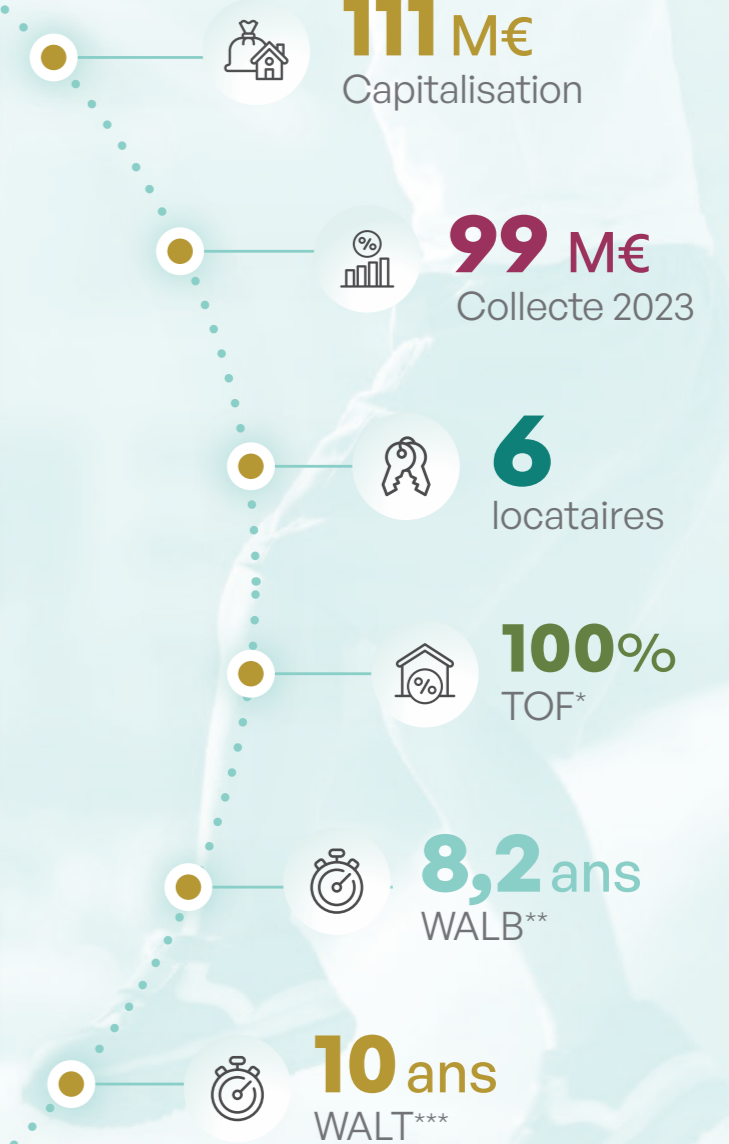 111 M€
Capitalisation
%
99 M€
Collecte 2023
6
locataires
%
100%
TOF*
8,2 ans
WALB**
10 ans
WALT***